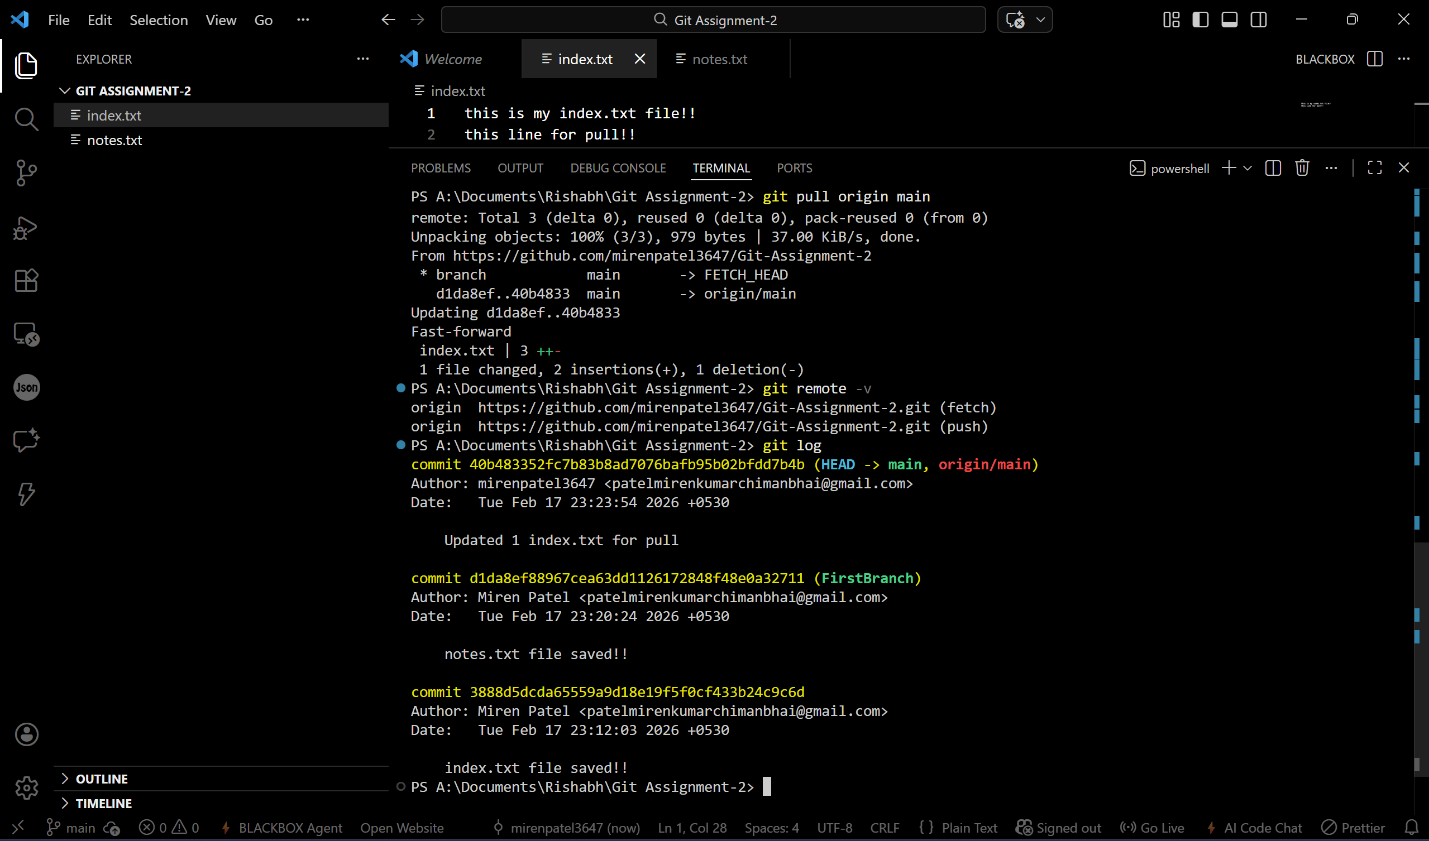 File Edit Selection View Go ··· Git Assignment-2
EXPLORER ···
GIT ASSIGNMENT-2
index.txt
notes.txt
Welcome index.txt notes.txt BLACKBOX ···
index.txt
1 this is my index.txt file!!
2 this line for pull!!
PROBLEMS OUTPUT DEBUG CONSOLE TERMINAL PORTS powershell ···
PS A:\Documents\Rishabh\Git Assignment-2> git pull origin main
remote: Total 3 (delta 0), reused 0 (delta 0), pack-reused 0 (from 0)
Unpacking objects: 100% (3/3), 979 bytes | 37.00 KiB/s, done.
From https://github.com/mirenpatel3647/Git-Assignment-2
* branch main -> FETCH_HEAD
d1da8ef..40b4833 main -> origin/main
Updating d1da8ef..40b4833
Fast-forward
index.txt | 3 ++-
1 file changed, 2 insertions(+), 1 deletion(-)
PS A:\Documents\Rishabh\Git Assignment-2> git remote -v
origin https://github.com/mirenpatel3647/Git-Assignment-2.git (fetch)
origin https://github.com/mirenpatel3647/Git-Assignment-2.git (push)
PS A:\Documents\Rishabh\Git Assignment-2> git log
commit 40b483352fc7b83b8ad7076bafb95b02bfdd7b4b (HEAD -> main, origin/main)
Author: mirenpatel3647 <patelmirenkumarchimanbhai@gmail.com>
Date: Tue Feb 17 23:23:54 2026 +0530
Updated 1 index.txt for pull
commit d1da8ef88967cea63dd1126172848f48e0a32711 (FirstBranch)
Author: Miren Patel <patelmirenkumarchimanbhai@gmail.com>
Date: Tue Feb 17 23:20:24 2026 +0530
notes.txt file saved!!
commit 3888d5dcda65559a9d18e19f5f0cf433b24c9c6d
Author: Miren Patel <patelmirenkumarchimanbhai@gmail.com>
Date: Tue Feb 17 23:12:03 2026 +0530
index.txt file saved!!
PS A:\Documents\Rishabh\Git Assignment-2>
Json
OUTLINE
TIMELINE
main 0 0 BLACKBOX Agent Open Website mirenpatel3647 (now) Ln 1, Col 28 Spaces: 4 UTF-8 CRLF {} Plain Text Signed out Go Live AI Code Chat Prettier